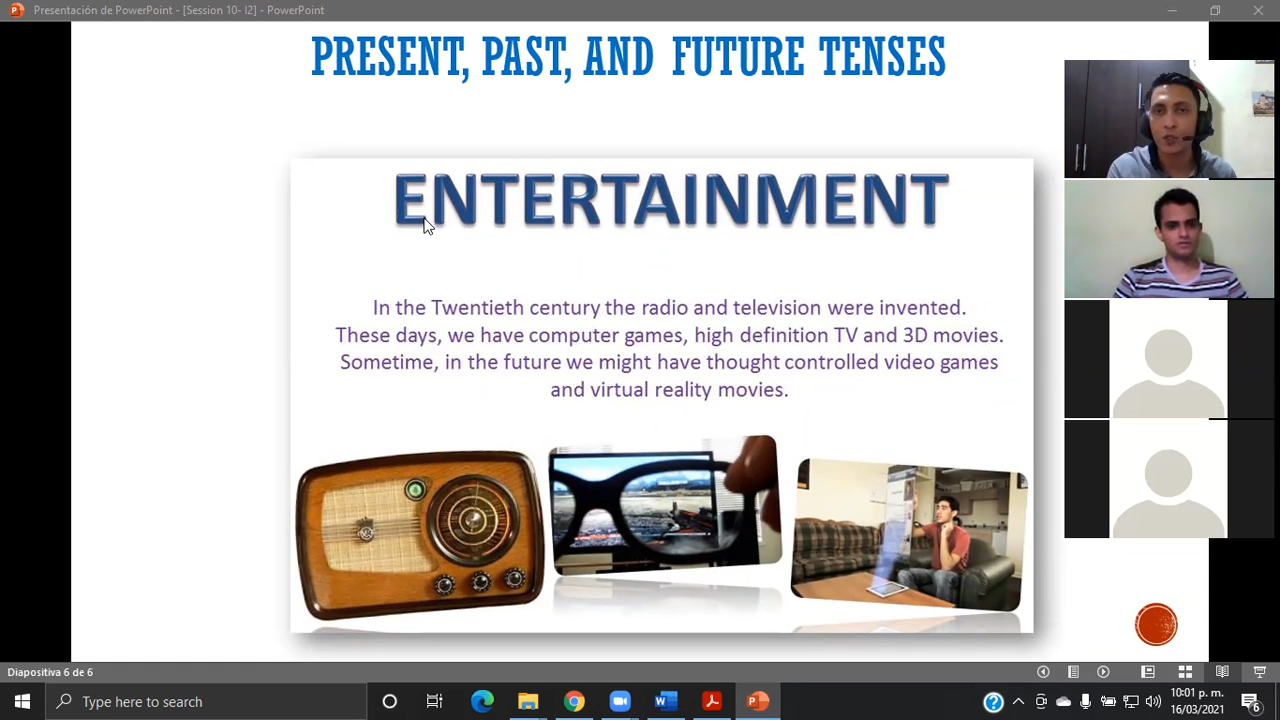 Presentación de PowerPoint - [Session 10- I2] - PowerPoint
PRESENT, PAST, AND FUTURE TENSES
ENTERTAINMENT
In the Twentieth century the radio and television were invented.
These days, we have computer games, high definition TV and 3D movies.
Sometime, in the future we might have thought controlled video games
and virtual reality movies.
Diapositiva 6 de 6
Type here to search
10:01 p. m.
16/03/2021
6